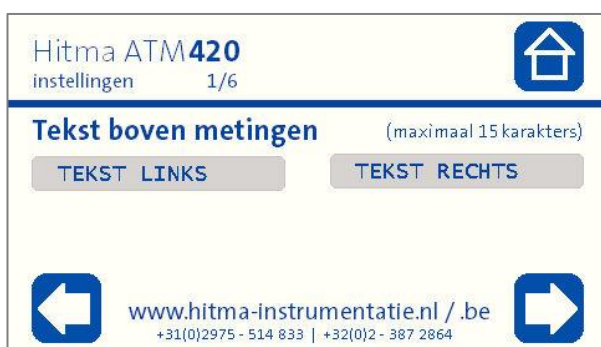 Hitma ATM420
instellingen 1/6
Tekst boven metingen (maximaal 15 karakters)
TEKST LINKS TEKST RECHTS
www.hitma-instrumentatie.nl / .be
+31(0)2975 - 514 833 | +32(0)2 - 387 2864